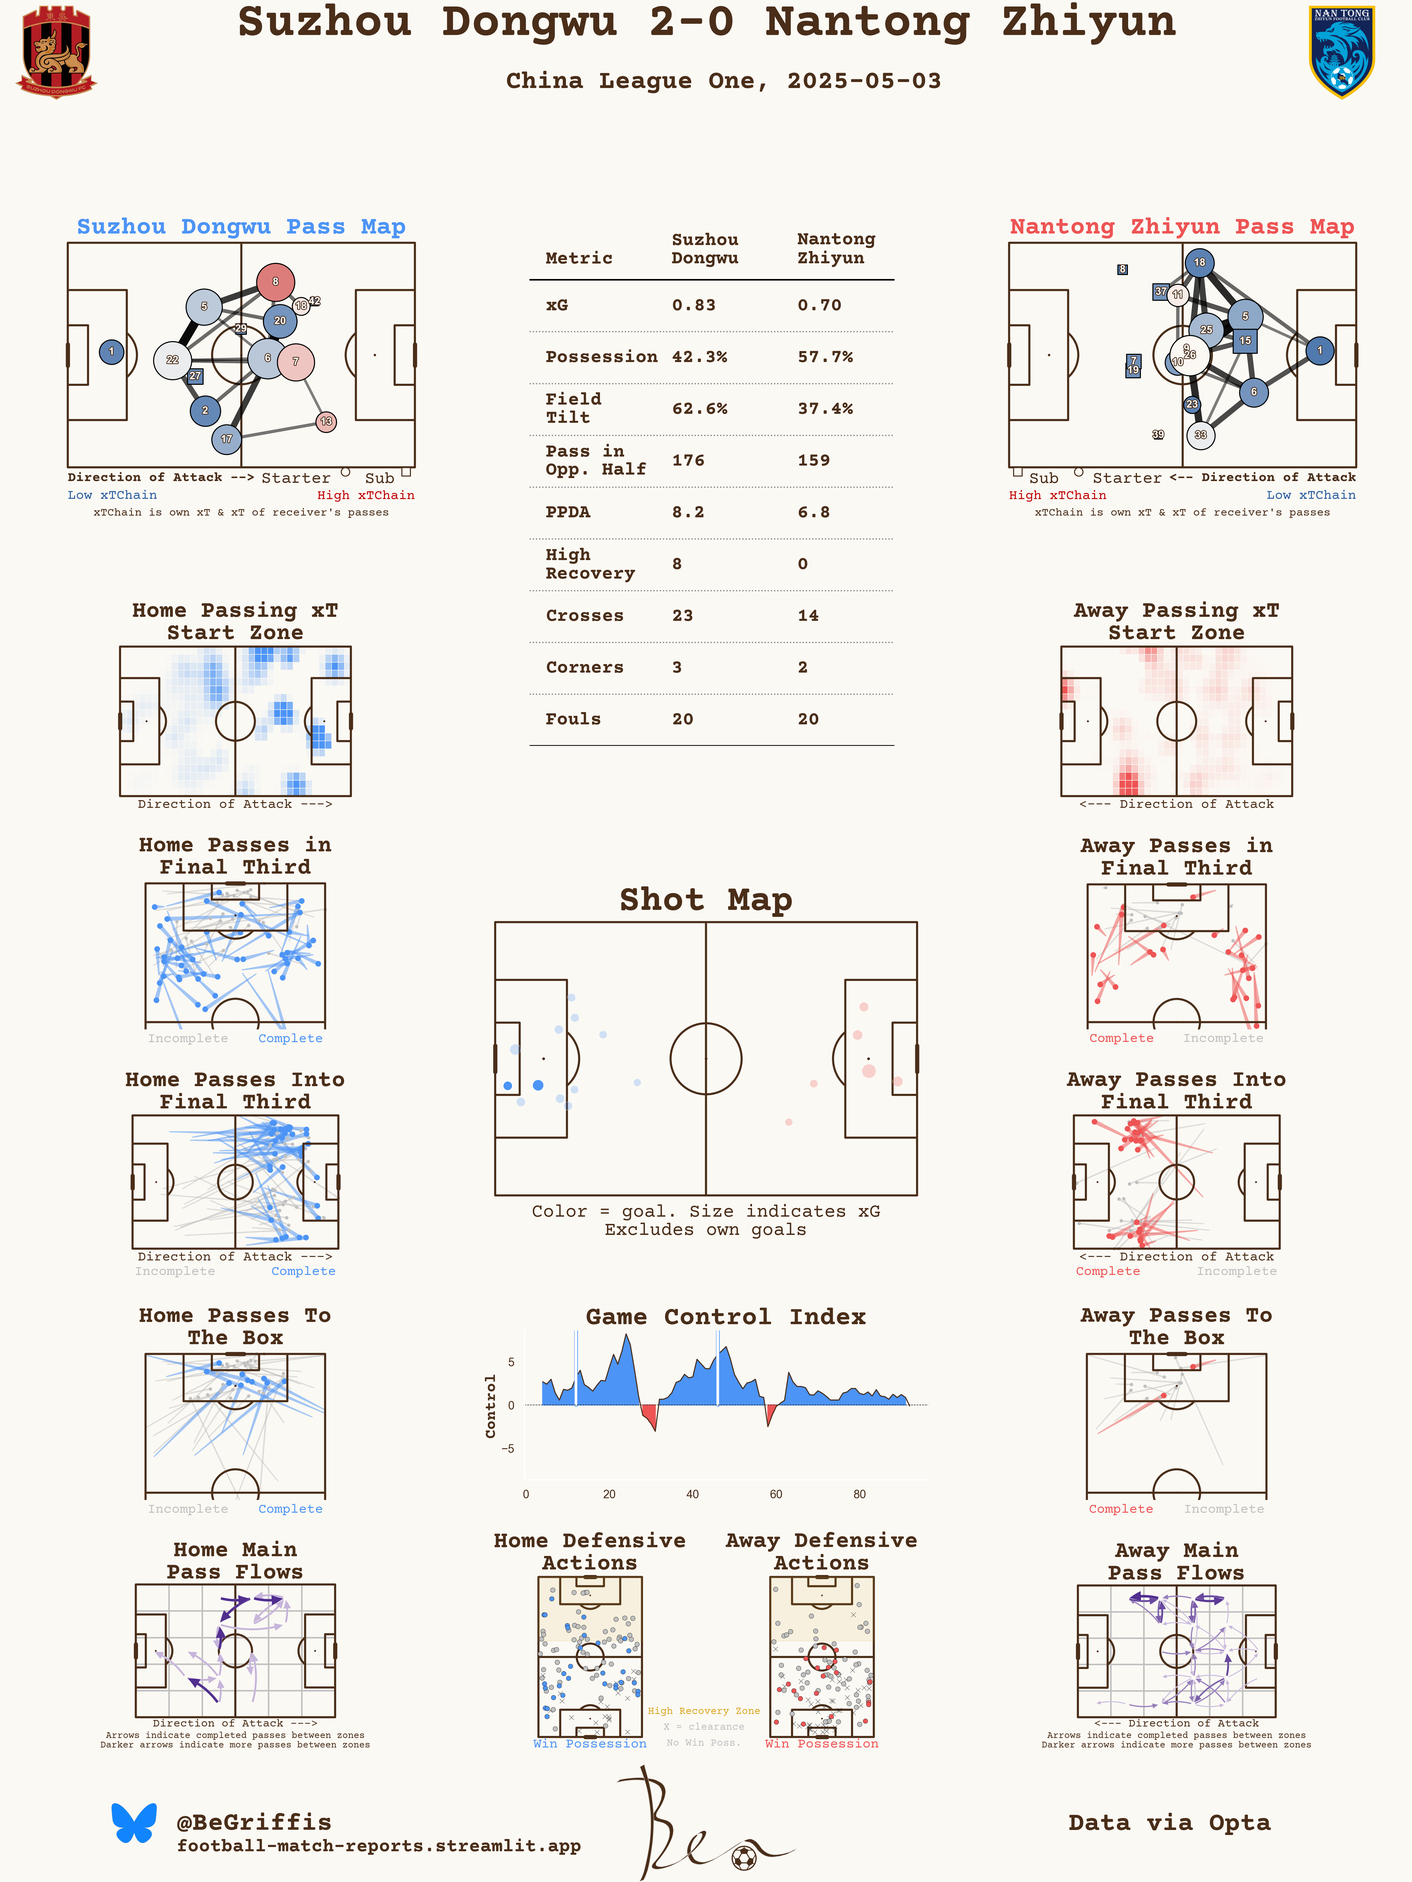 Suzhou Dongwu 2-0 Nantong Zhiyun
China League One, 2025-05-03
SUZHOU DONGWU FC
NAN TONG
ZHIYUN FOOTBALL CLUB
Suzhou Dongwu Pass Map
8
5
18
42
20
29
1
22
6
7
27
2
13
17
Direction of Attack --> Starter Sub
Low xTChain High xTChain
xTChain is own xT & xT of receiver's passes
Metric Suzhou Dongwu Nantong Zhiyun
xG 0.83 0.70
Possession 42.3% 57.7%
Field Tilt 62.6% 37.4%
Pass in Opp. Half 176 159
PPDA 8.2 6.8
High Recovery 8 0
Crosses 23 14
Corners 3 2
Fouls 20 20
Nantong Zhiyun Pass Map
18
8
37
11
5
25
15
9
26
1
7
10
19
6
23
39
33
Sub Starter <-- Direction of Attack
High xTChain Low xTChain
xTChain is own xT & xT of receiver's passes
Home Passing xT
Start Zone
Direction of Attack --->
Away Passing xT
Start Zone
<--- Direction of Attack
Home Passes in
Final Third
Incomplete Complete
Away Passes in
Final Third
Complete Incomplete
Shot Map
Color = goal. Size indicates xG
Excludes own goals
Home Passes Into
Final Third
Direction of Attack --->
Incomplete Complete
Away Passes Into
Final Third
<--- Direction of Attack
Complete Incomplete
Home Passes To
The Box
Incomplete Complete
Game Control Index
Control
5
0
−5
0 20 40 60 80
Away Passes To
The Box
Complete Incomplete
Home Main
Pass Flows
Direction of Attack --->
Arrows indicate completed passes between zones
Darker arrows indicate more passes between zones
Home Defensive
Actions
Win Possession
Away Defensive
Actions
Win Possession
High Recovery Zone
X = clearance
No Win Poss.
Away Main
Pass Flows
<--- Direction of Attack
Arrows indicate completed passes between zones
Darker arrows indicate more passes between zones
@BeGriffis
football-match-reports.streamlit.app
Ben
Data via Opta